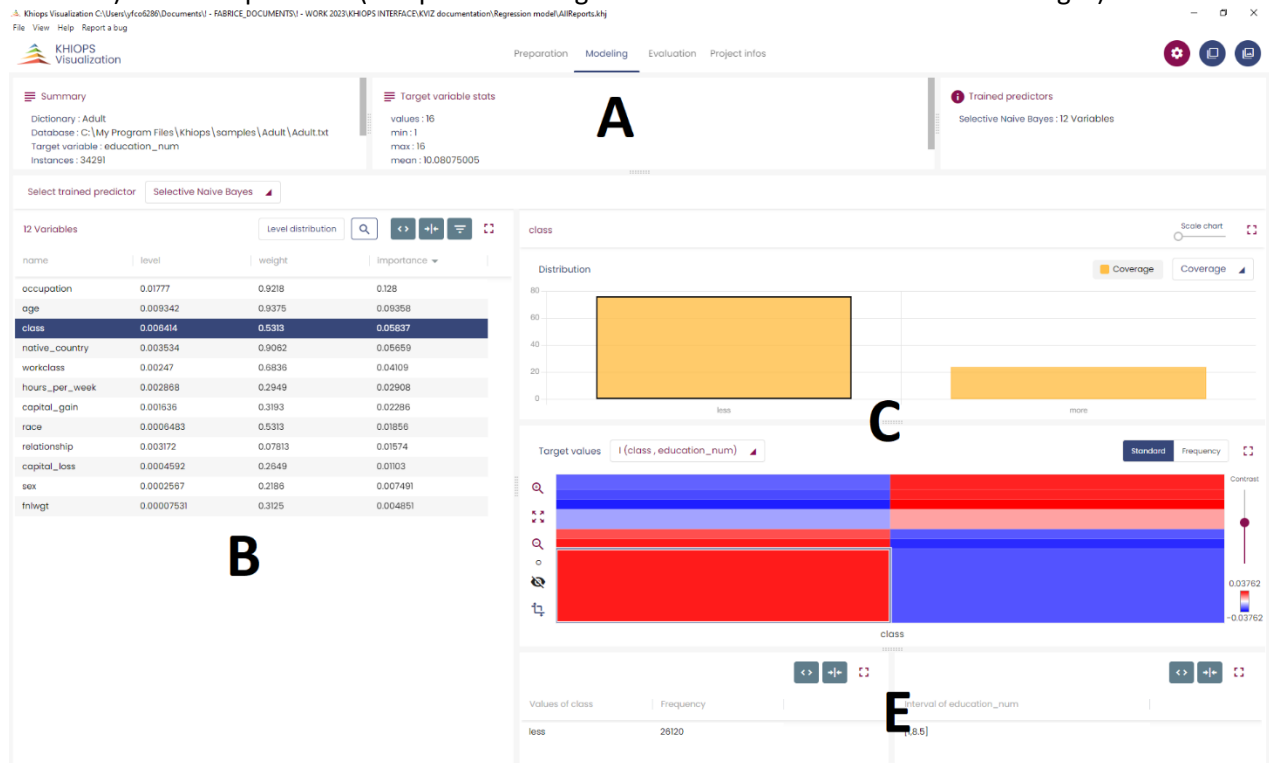 Khiops Visualization C:\Users\yfco6286\Documents\! - FABRICE_DOCUMENTS\! - WORK 2023\KHIOPS INTERFACE\KVIZ documentation\Regression model\AllReports.khj
File View Help Report a bug
KHIOPS
Visualization
Preparation Modeling Evaluation Project infos
Summary
Dictionary : Adult
Database : C:\My Program Files\Khiops\samples\Adult\Adult.txt
Target variable : education_num
Instances : 34291
Target variable stats
values : 16
min : 1
max : 16
mean : 10.08075005
A
Trained predictors
Selective Naive Bayes : 12 Variables
Select trained predictor Selective Naive Bayes
12 Variables Level distribution
name level weight importance
occupation 0.01777 0.9218 0.128
age 0.009342 0.9375 0.09358
class 0.006414 0.5313 0.05837
native_country 0.003534 0.9062 0.05659
workclass 0.00247 0.6836 0.04109
hours_per_week 0.002868 0.2949 0.02908
capital_gain 0.001636 0.3193 0.02286
race 0.0006483 0.5313 0.01856
relationship 0.003172 0.07813 0.01574
capital_loss 0.0004592 0.2649 0.01103
sex 0.0002567 0.2186 0.007491
fnlwgt 0.00007531 0.3125 0.004851
B
class Scale chart
Distribution Coverage Coverage
80
60
40
20
0
less more
C
Target values I (class , education_num) Standard Frequency
Contrast
0.03762
-0.03762
class
Values of class Frequency
less 26120
E
Interval of education_num
[1,8.5]